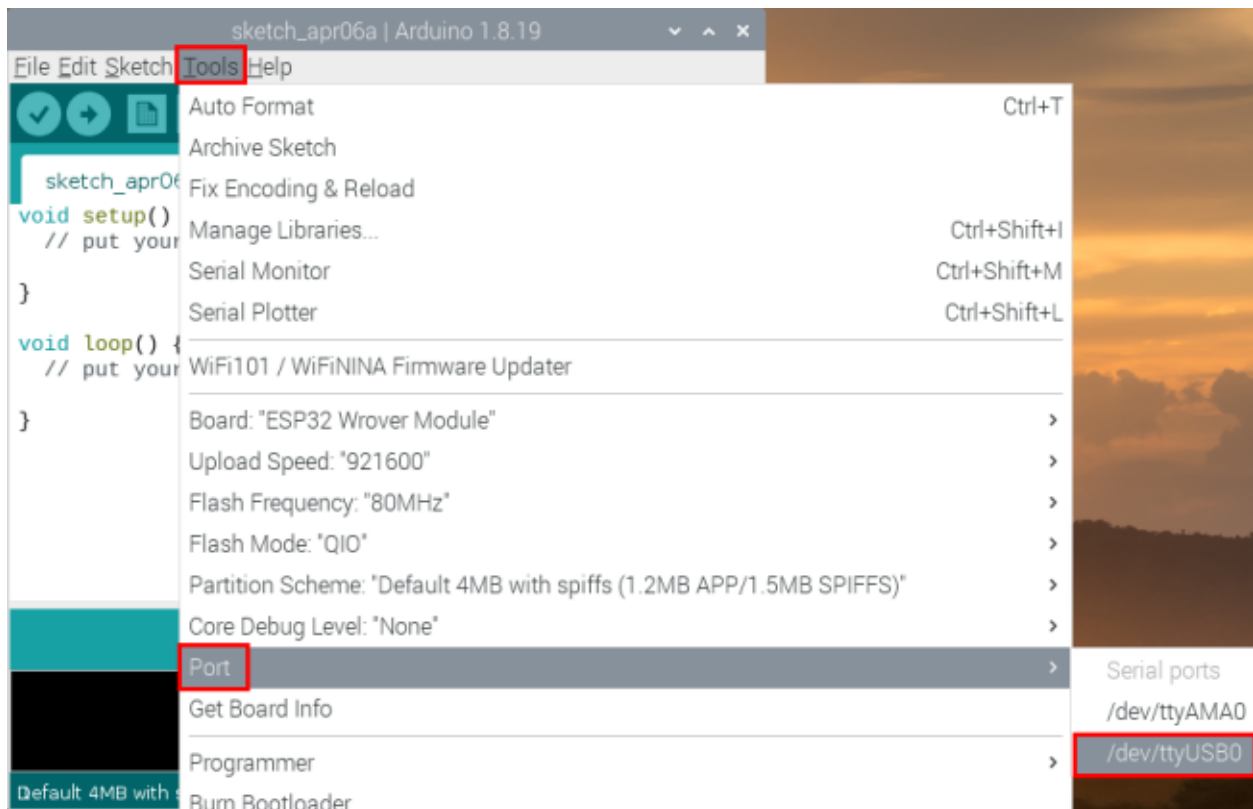 sketch_apr06a | Arduino 1.8.19
File Edit Sketch Tools Help
Auto Format Ctrl+T
Archive Sketch
sketch_apr06
Fix Encoding & Reload
void setup()
// put your
Manage Libraries... Ctrl+Shift+I
Serial Monitor Ctrl+Shift+M
}
Serial Plotter Ctrl+Shift+L
void loop() {
// put your
WiFi101 / WiFiNINA Firmware Updater
}
Board: "ESP32 Wrover Module"
Upload Speed: "921600"
Flash Frequency: "80MHz"
Flash Mode: "QIO"
Partition Scheme: "Default 4MB with spiffs (1.2MB APP/1.5MB SPIFFS)"
Core Debug Level: "None"
Port
Serial ports
/dev/ttyAMA0
/dev/ttyUSB0
Get Board Info
Programmer
Burn Bootloader
Default 4MB with